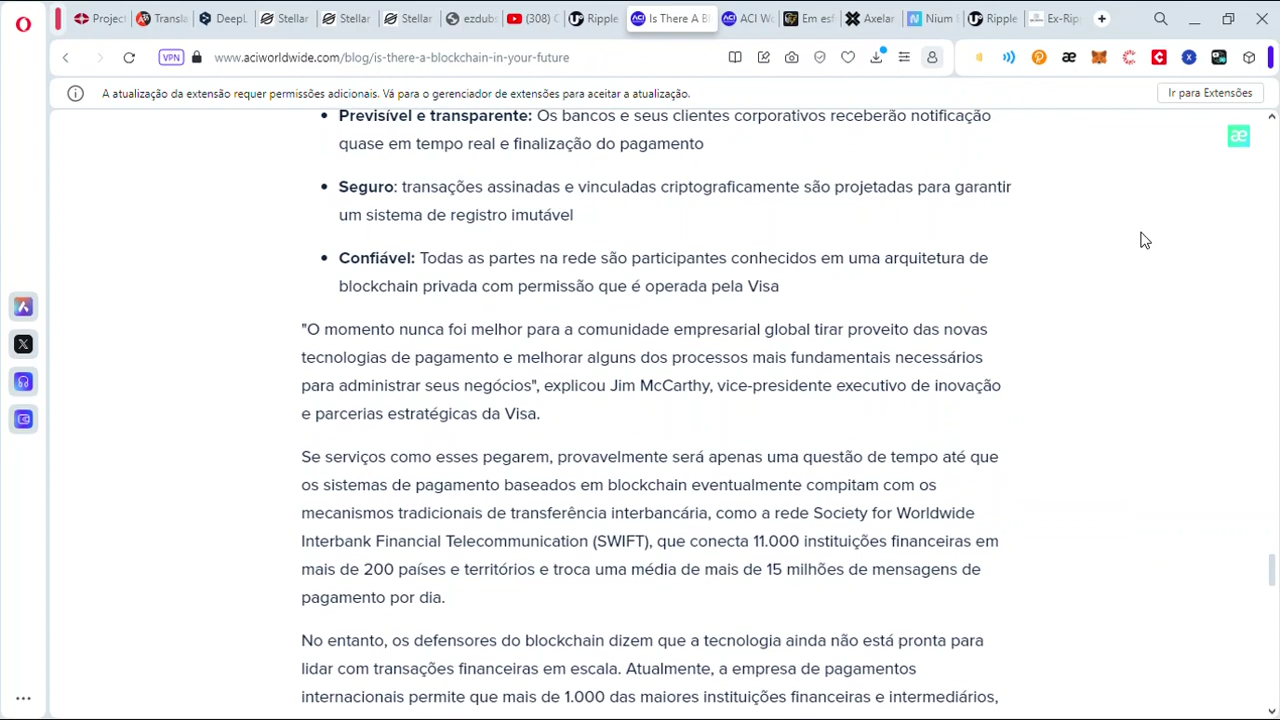 Project
Transla
DeepL
Stellar
Stellar
Stellar
ezdubs
(308) (
Ripple
Is There A Bl
ACI Wo
Em esf
Axelar
Nium I
Ripple
Ex-Rip
VPN
www.aciworldwide.com/blog/is-there-a-blockchain-in-your-future
A atualização da extensão requer permissões adicionais. Vá para o gerenciador de extensões para aceitar a atualização.
Ir para Extensões
• Previsível e transparente: Os bancos e seus clientes corporativos receberão notificação
quase em tempo real e finalização do pagamento
• Seguro: transações assinadas e vinculadas criptograficamente são projetadas para garantir
um sistema de registro imutável
• Confiável: Todas as partes na rede são participantes conhecidos em uma arquitetura de
blockchain privada com permissão que é operada pela Visa
"O momento nunca foi melhor para a comunidade empresarial global tirar proveito das novas
tecnologias de pagamento e melhorar alguns dos processos mais fundamentais necessários
para administrar seus negócios", explicou Jim McCarthy, vice-presidente executivo de inovação
e parcerias estratégicas da Visa.
Se serviços como esses pegarem, provavelmente será apenas uma questão de tempo até que
os sistemas de pagamento baseados em blockchain eventualmente compitam com os
mecanismos tradicionais de transferência interbancária, como a rede Society for Worldwide
Interbank Financial Telecommunication (SWIFT), que conecta 11.000 instituições financeiras em
mais de 200 países e territórios e troca uma média de mais de 15 milhões de mensagens de
pagamento por dia.
No entanto, os defensores do blockchain dizem que a tecnologia ainda não está pronta para
lidar com transações financeiras em escala. Atualmente, a empresa de pagamentos
internacionais permite que mais de 1.000 das maiores instituições financeiras e intermediários,